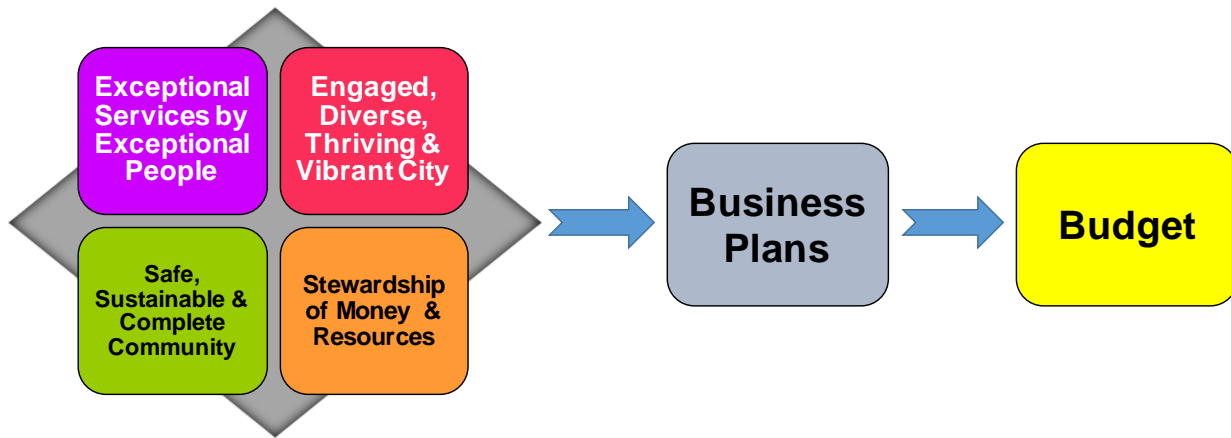 Exceptional
Services by
Exceptional
People
Engaged,
Diverse,
Thriving &
Vibrant City
Safe,
Sustainable &
Complete
Community
Stewardship
of Money &
Resources
Business
Plans
Budget